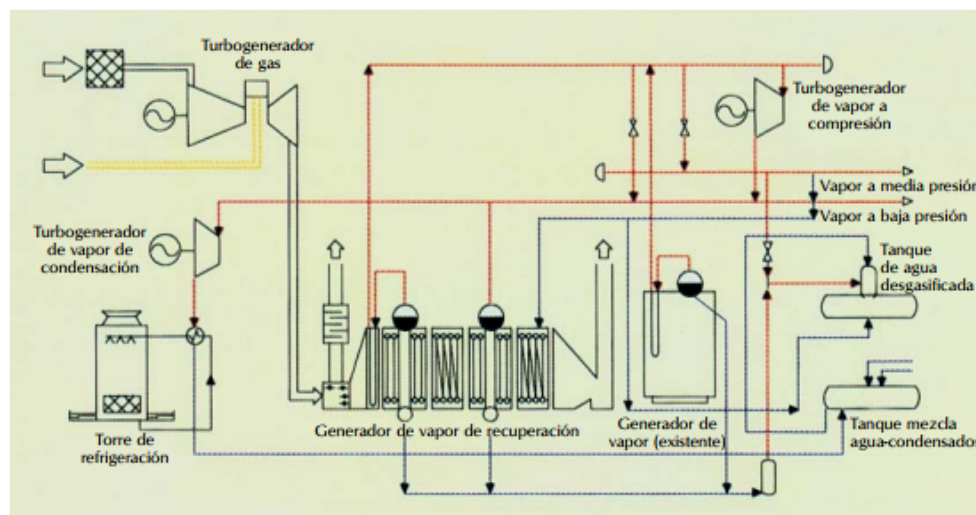 Turbogenerador
de gas
Turbogenerador
de vapor a
compresión
Vapor a media presión
Vapor a baja presión
Turbogenerador
de vapor de
condensación
Tanque
de agua
desgasificada
Torre de
refrigeración
Generador de vapor de recuperación
Generador de
vapor (existente)
Tanque mezcla
agua-condensados